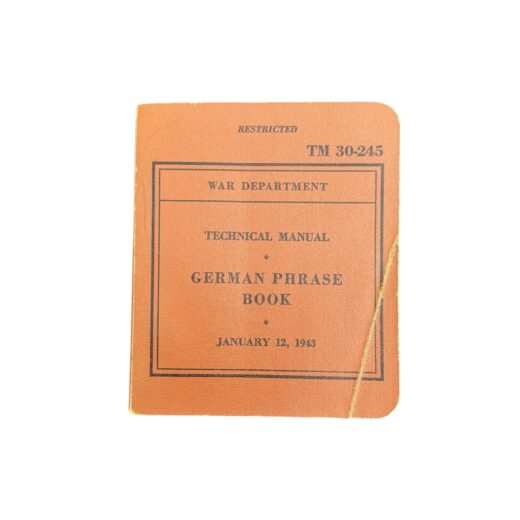 RESTRICTED
TM 30-245
WAR DEPARTMENT
TECHNICAL MANUAL
GERMAN PHRASE
BOOK
JANUARY 12, 1943